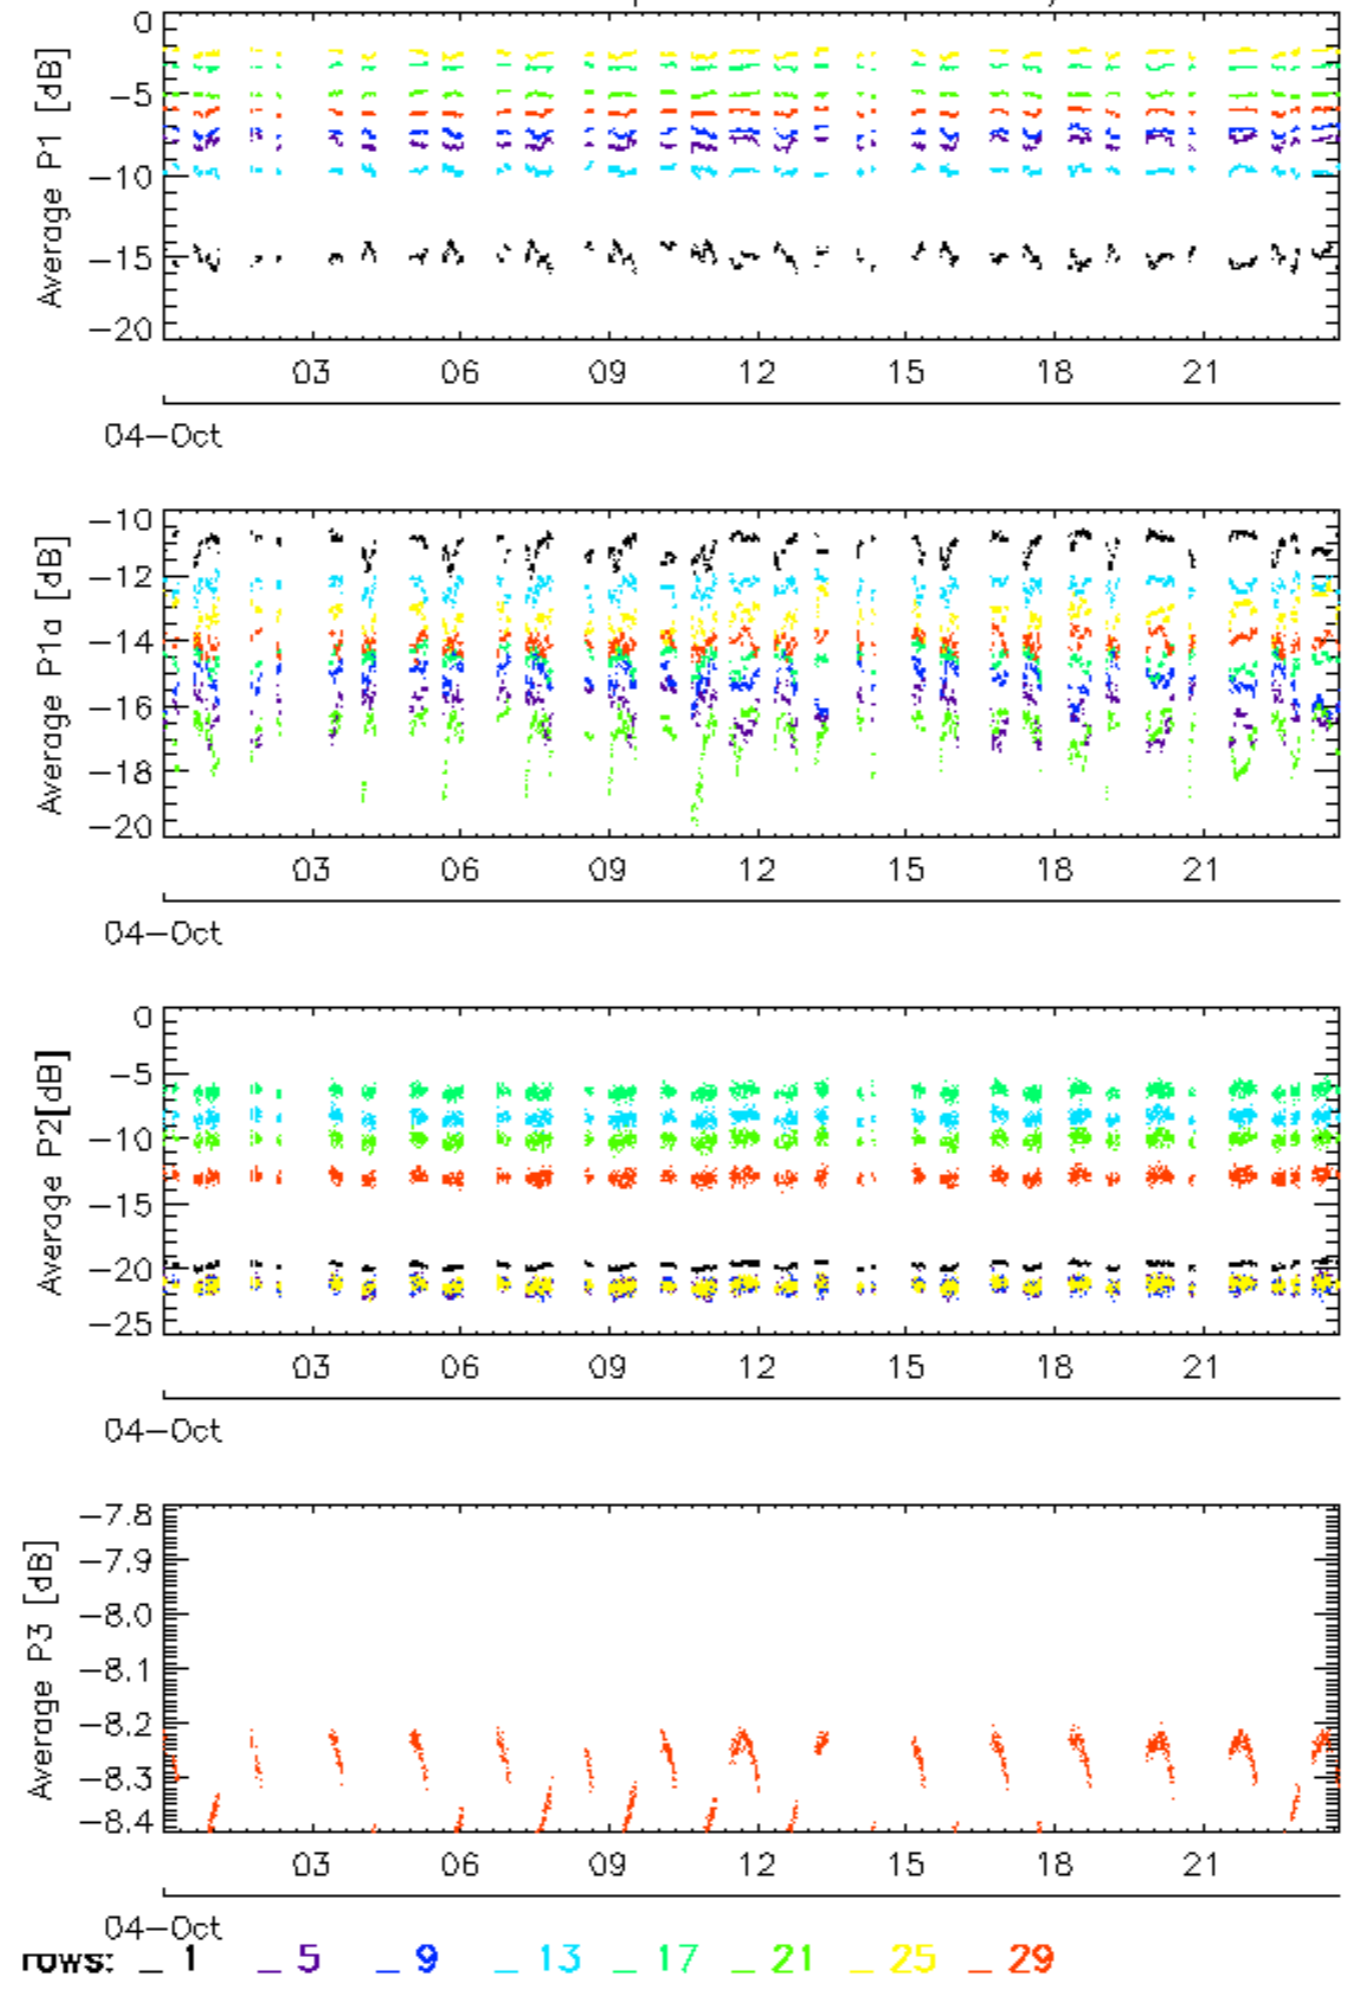 Average P1 [dB]
0
−5
−10
−15
−20
03 06 09 12 15 18 21
04−Oct
Average P1a [dB]
−10
−12
−14
−16
−18
−20
03 06 09 12 15 18 21
04−Oct
Average P2[dB]
0
−5
−10
−15
−20
−25
03 06 09 12 15 18 21
04−Oct
Average P3 [dB]
−7.8
−7.9
−8.0
−8.1
−8.2
−8.3
−8.4
03 06 09 12 15 18 21
04−Oct
rows: _ 1 _ 5 _ 9 _ 13 _ 17 _ 21 _ 25 _ 29